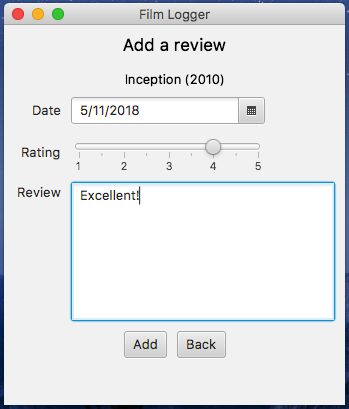 Film Logger
Add a review
Inception (2010)
Date 5/11/2018
Rating
1 2 3 4 5
Review Excellent!
Add Back